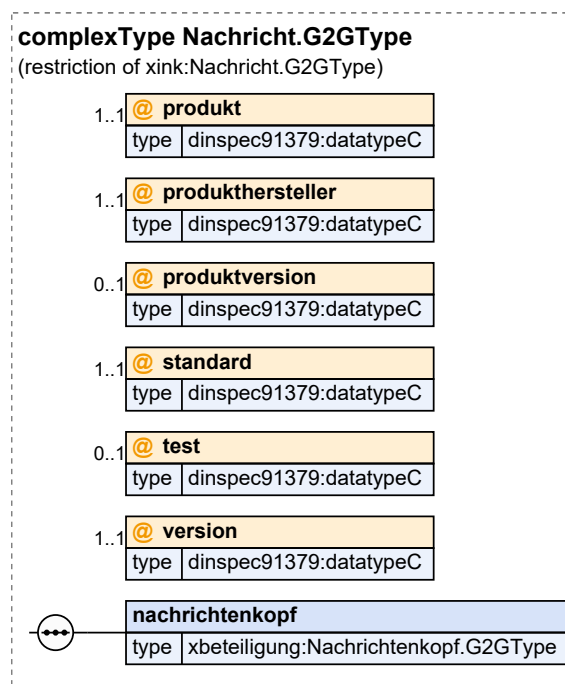 complexType Nachricht.G2GType
(restriction of xink:Nachricht.G2GType)
1..1 @ produkt
type dinspec91379:datatypeC
1..1 @ produkthersteller
type dinspec91379:datatypeC
0..1 @ produktversion
type dinspec91379:datatypeC
1..1 @ standard
type dinspec91379:datatypeC
0..1 @ test
type dinspec91379:datatypeC
1..1 @ version
type dinspec91379:datatypeC
nachrichtenkopf
type xbeteiligung:Nachrichtenkopf.G2GType